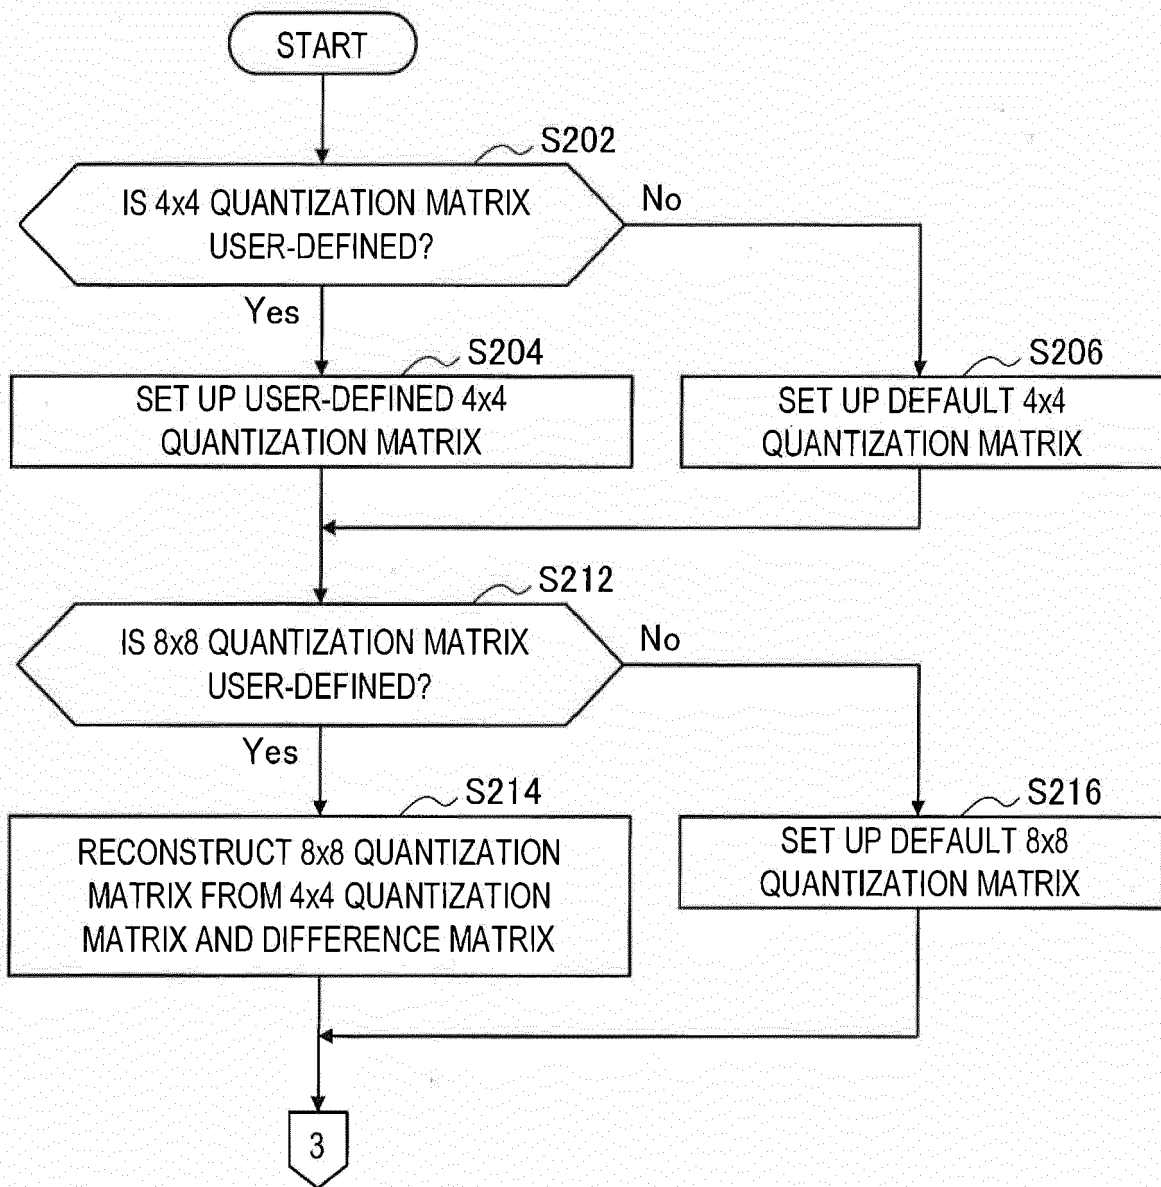 START
S202
IS 4x4 QUANTIZATION MATRIX
USER-DEFINED?
No
Yes
S204
SET UP USER-DEFINED 4x4
QUANTIZATION MATRIX
S206
SET UP DEFAULT 4x4
QUANTIZATION MATRIX
S212
IS 8x8 QUANTIZATION MATRIX
USER-DEFINED?
No
Yes
S214
RECONSTRUCT 8x8 QUANTIZATION
MATRIX FROM 4x4 QUANTIZATION
MATRIX AND DIFFERENCE MATRIX
S216
SET UP DEFAULT 8x8
QUANTIZATION MATRIX
3